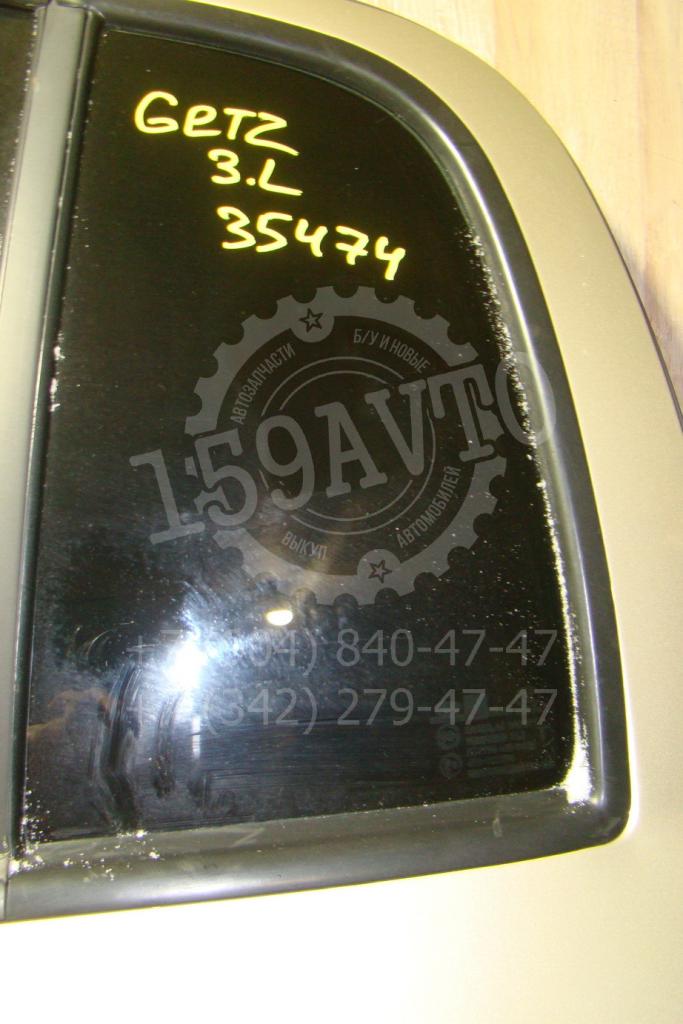 GETZ
3.L
35474
АВТОЗАПЧАСТИ
Б/У И НОВЫЕ
159AVTO
ВЫКУП
АВТОМОБИЛЕЙ
840-47-47
(342) 279-47-47